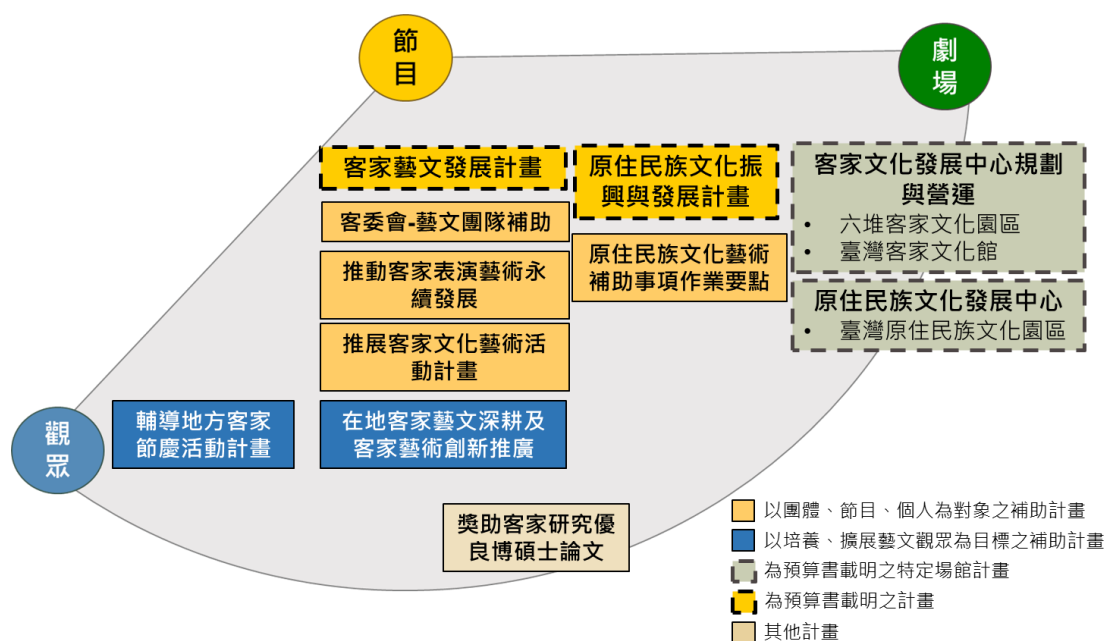 節
目
劇
場
客家藝文發展計畫
客委會-藝文團隊補助
推動客家表演藝術永
續發展
推展客家文化藝術活
動計畫
原住民族文化振
興與發展計畫
原住民族文化藝術
補助事項作業要點
客家文化發展中心規劃
與營運
• 六堆客家文化園區
• 臺灣客家文化館
原住民族文化發展中心
• 臺灣原住民族文化園區
觀
眾
輔導地方客家
節慶活動計畫
在地客家藝文深耕及
客家藝術創新推廣
獎助客家研究優
良博碩士論文
以團體、節目、個人為對象之補助計畫
以培養、擴展藝文觀眾為目標之補助計畫
為預算書載明之特定場館計畫
為預算書載明之計畫
其他計畫